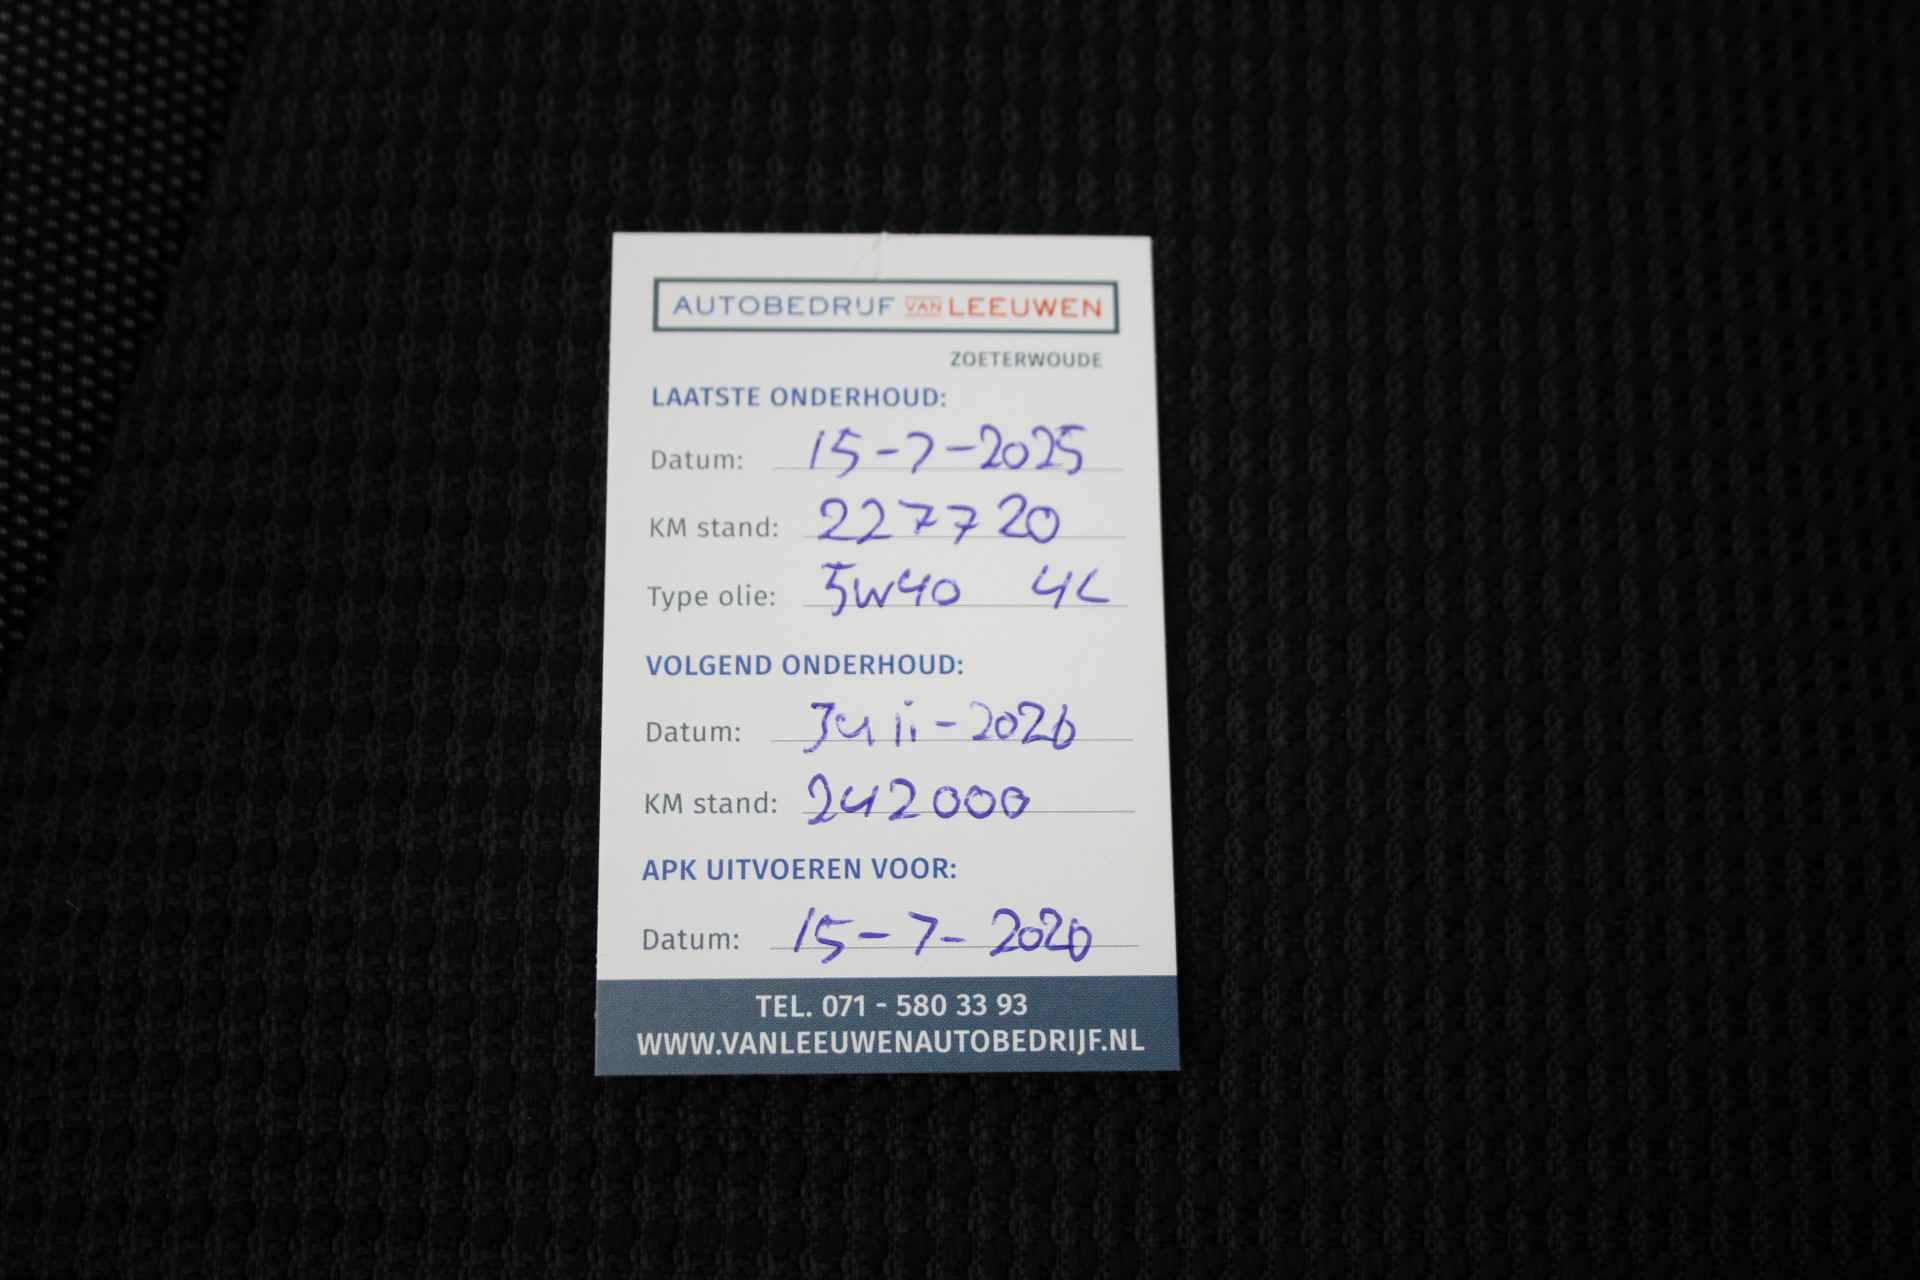 AUTOBEDRIJF VAN LEEUWEN
ZOETERWOUDE
LAATSTE ONDERHOUD:
Datum: 15-7-2025
KM stand: 227720
Type olie: 5W40 4L
VOLGEND ONDERHOUD:
Datum: Juli-2026
KM stand: 242000
APK UITVOEREN VOOR:
Datum: 15-7-2026
TEL. 071 - 580 33 93
WWW.VANLEEUWENAUTOBEDRIJF.NL